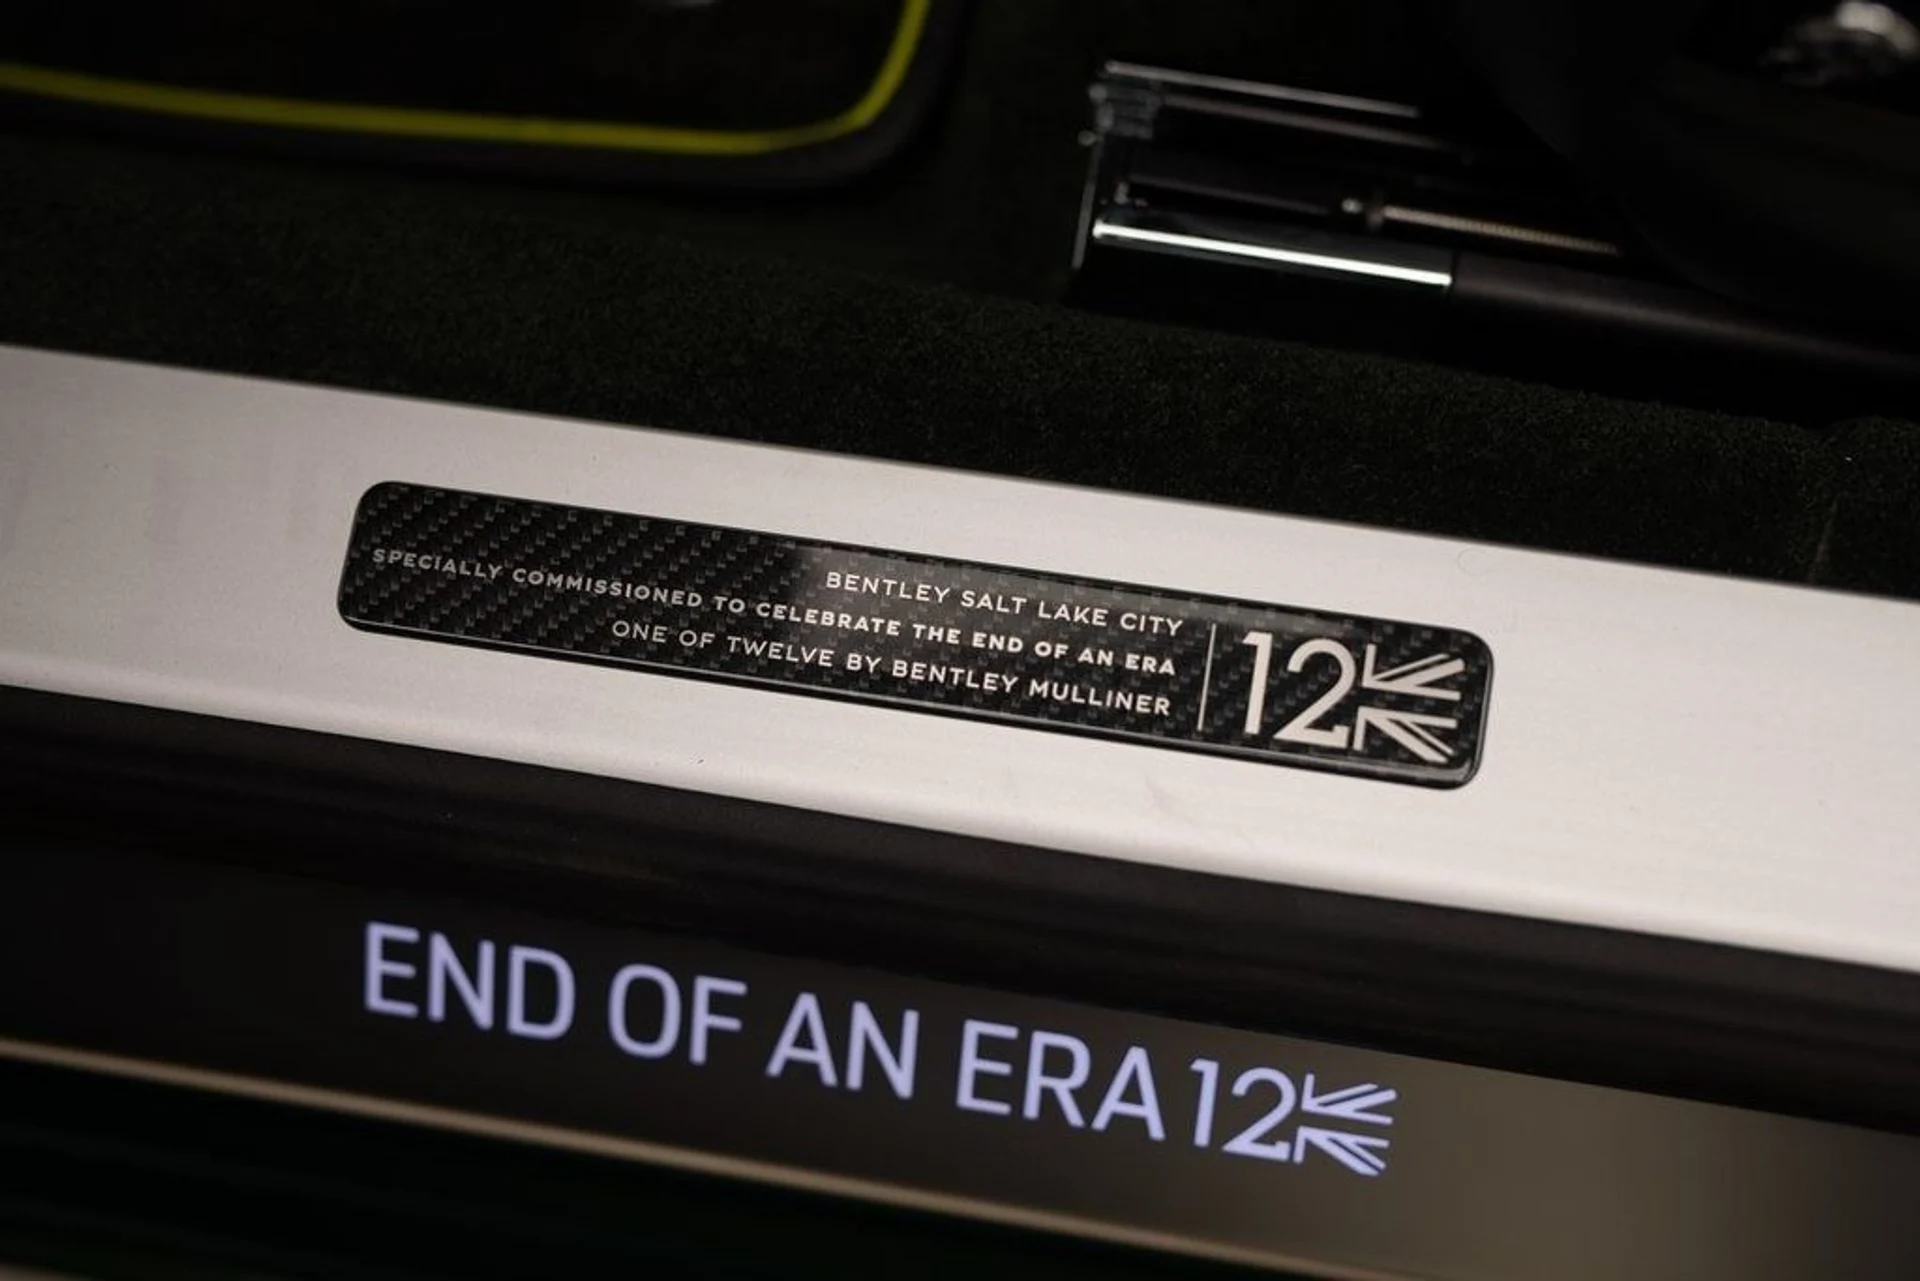 BENTLEY SALT LAKE CITY
SPECIALLY COMMISSIONED TO CELEBRATE THE END OF AN ERA
ONE OF TWELVE BY BENTLEY MULLINER
12
END OF AN ERA 12